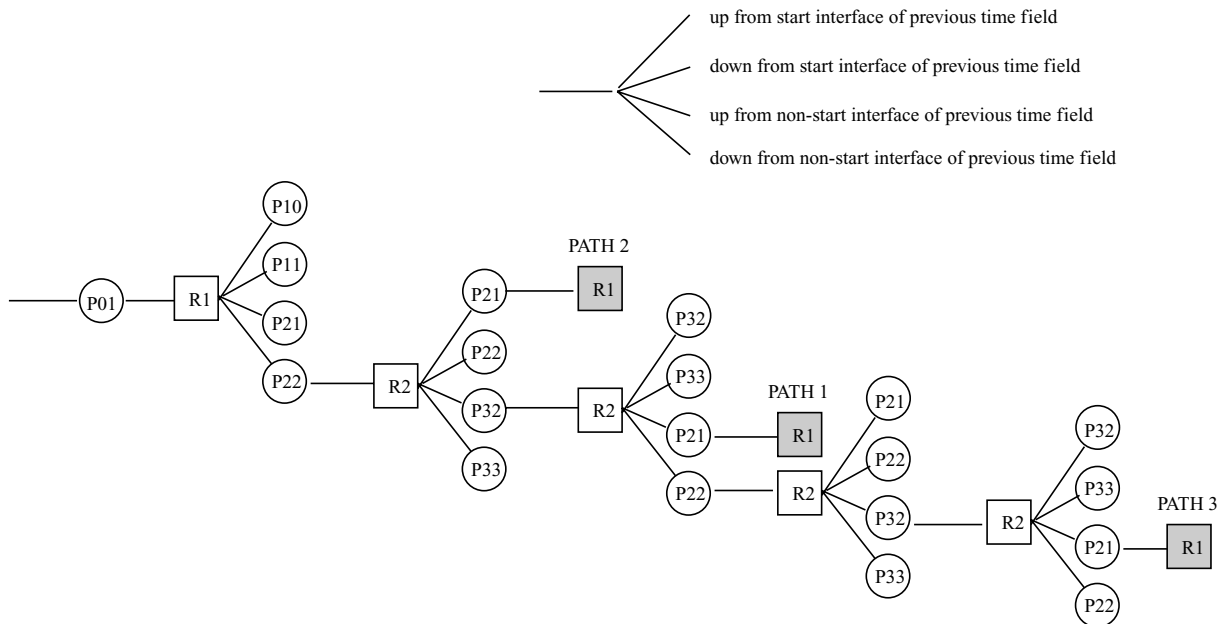 up from start interface of previous time field
down from start interface of previous time field
up from non-start interface of previous time field
down from non-start interface of previous time field
P01
R1
P10
P11
P21
P22
R2
P21
P22
P32
P33
PATH 2
R1
R2
P32
P33
P21
P22
PATH 1
R1
R2
P21
P22
P32
P33
R2
P32
P33
P21
P22
PATH 3
R1